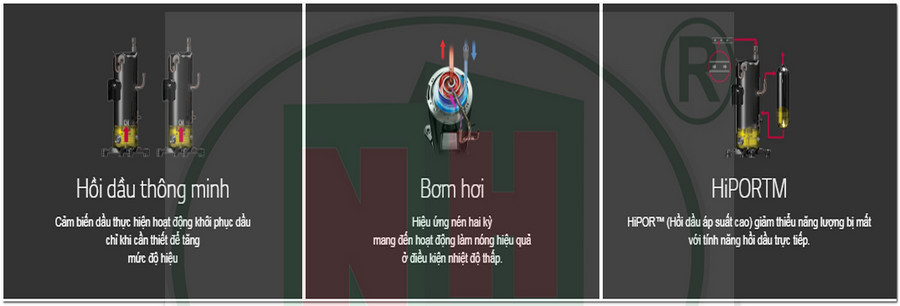 Hồi dầu thông minh
Cảm biến dầu thực hiện hoạt động khôi phục dầu
chỉ khi cần thiết để tăng
mức độ hiệu
Bơm hơi
Hiệu ứng nén hai kỳ
mang đến hoạt động làm nóng hiệu quả
ở điều kiện nhiệt độ thấp.
HiPORTM
HiPOR™ (Hồi dầu áp suất cao) giảm thiểu năng lượng bị mất
với tính năng hồi dầu trực tiếp.
NH
®